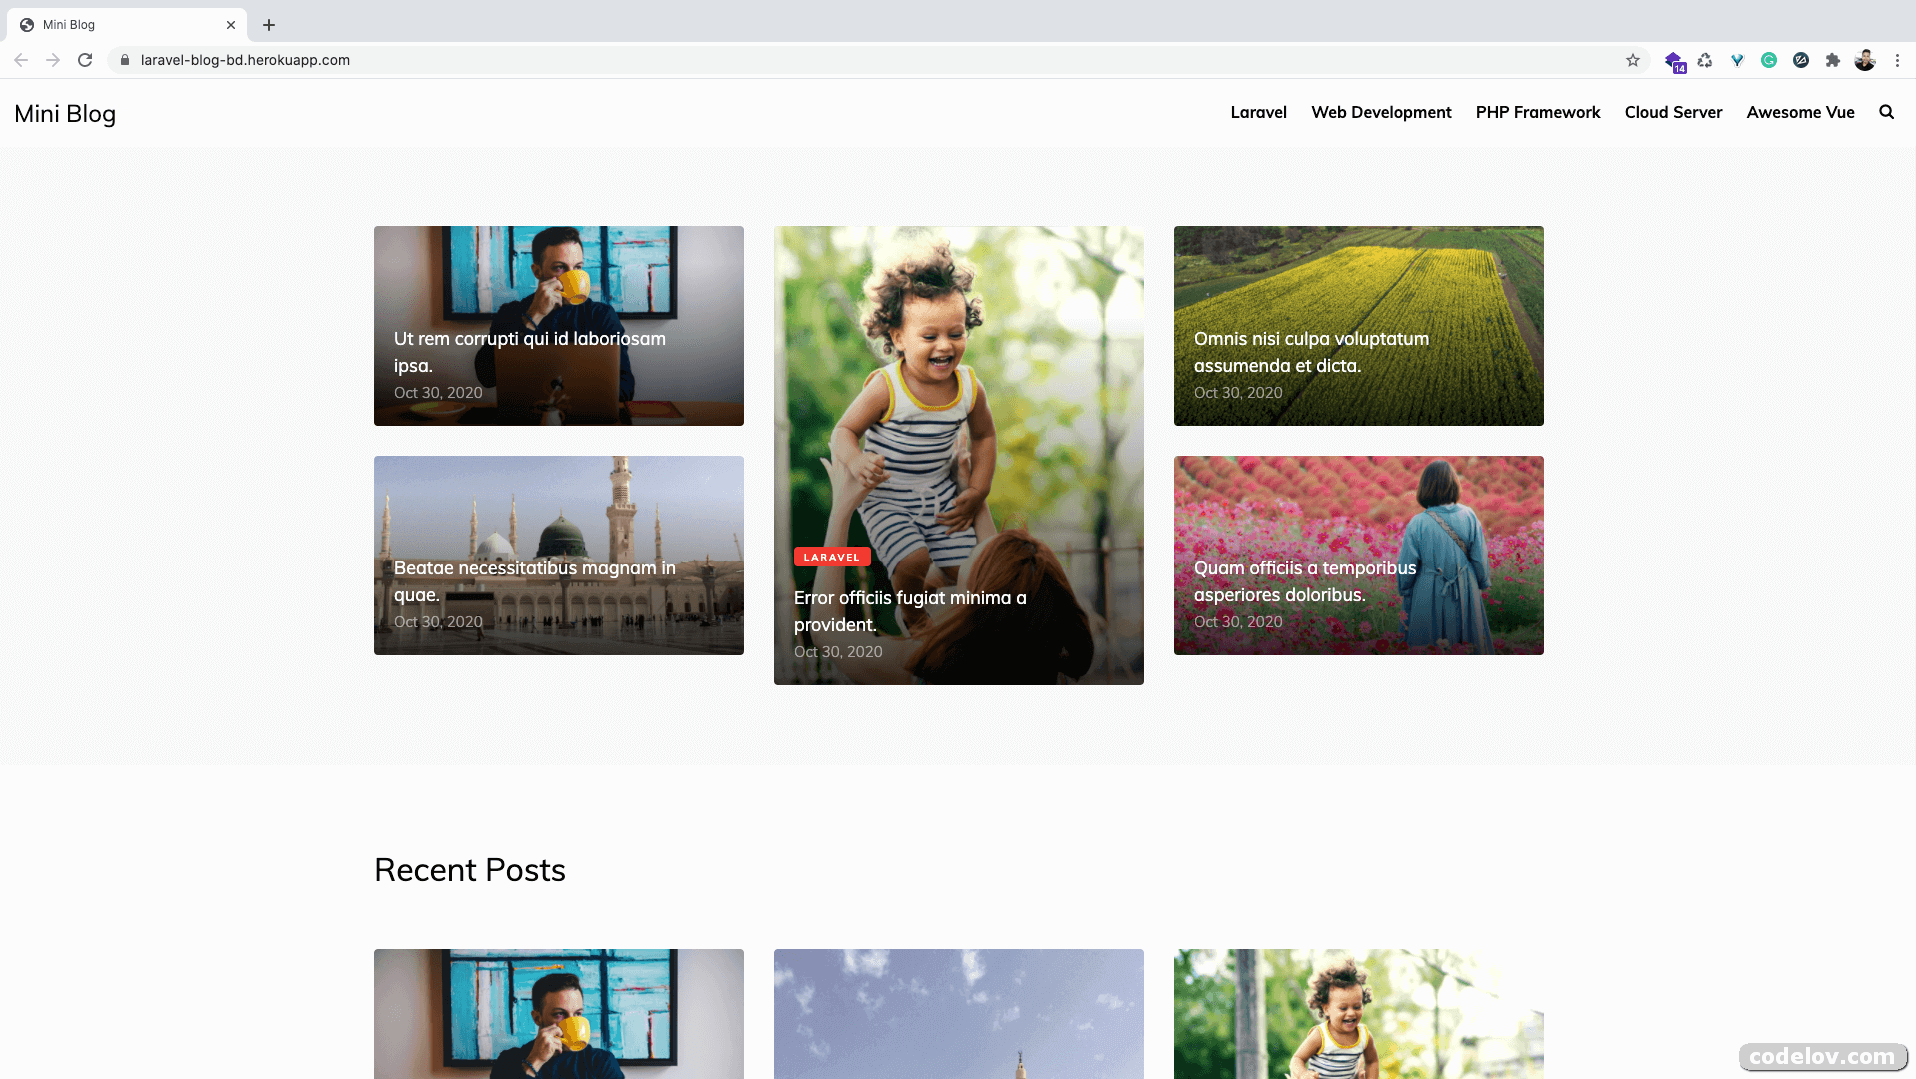 Mini Blog
laravel-blog-bd.herokuapp.com
14
Mini Blog
Laravel Web Development PHP Framework Cloud Server Awesome Vue
Ut rem corrupti qui id laboriosam
ipsa.
Oct 30, 2020
Beatae necessitatibus magnam in
quae.
Oct 30, 2020
LARAVEL
Error officiis fugiat minima a
provident.
Oct 30, 2020
Omnis nisi culpa voluptatum
assumenda et dicta.
Oct 30, 2020
Quam officiis a temporibus
asperiores doloribus.
Oct 30, 2020
Recent Posts
codelov.com